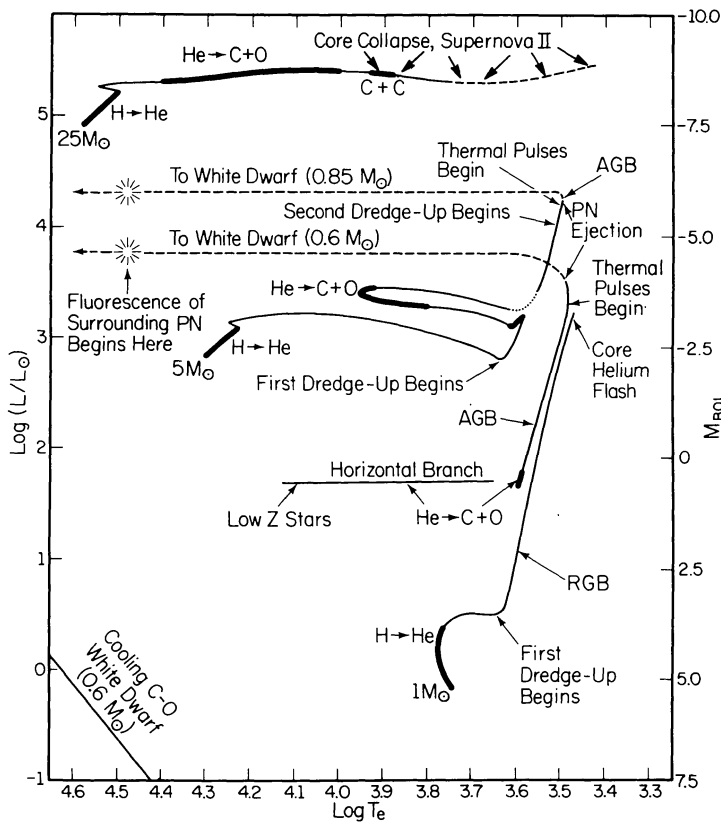 Core Collapse, Supernova II
He→C+O
C + C
H→He
25M⊙
To White Dwarf (0.85 M⊙)
Thermal Pulses
Begin
AGB
Second Dredge-Up Begins
PN
Ejection
To White Dwarf (0.6 M⊙)
He→C+O
Thermal
Pulses
Begin
Fluorescence of
Surrounding PN
Begins Here
H→He
5M⊙
First Dredge-Up Begins
Core
Helium
Flash
AGB
Horizontal Branch
Low Z Stars
He→C+O
RGB
H→He
1M⊙
First
Dredge-Up
Begins
Cooling C-O
White Dwarf
(0.6 M⊙)
Log (L/L⊙)
5
4
3
2
1
0
-1
M BOL
-10.0
-7.5
-5.0
-2.5
0
2.5
5.0
7.5
4.6 4.5 4.4 4.3 4.2 4.1 4.0 3.9 3.8 3.7 3.6 3.5 3.4 3.3 3.2
Log Te